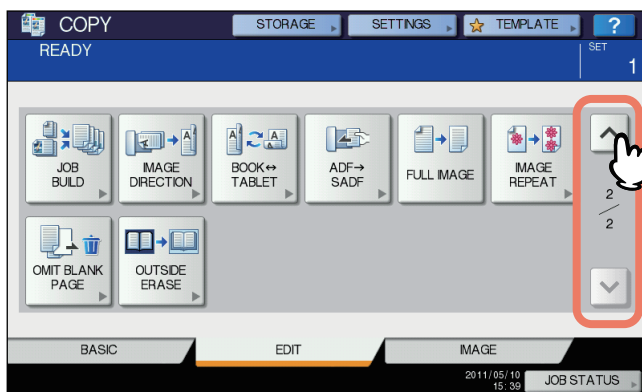 COPY
STORAGE
SETTINGS
TEMPLATE
?
READY
SET
1
JOB
BUILD
IMAGE
DIRECTION
BOOK↔
TABLET
ADF→
SADF
FULL IMAGE
IMAGE
REPEAT
2
2
OMIT BLANK
PAGE
OUTSIDE
ERASE
BASIC
EDIT
IMAGE
2011/05/10
15:39
JOB STATUS